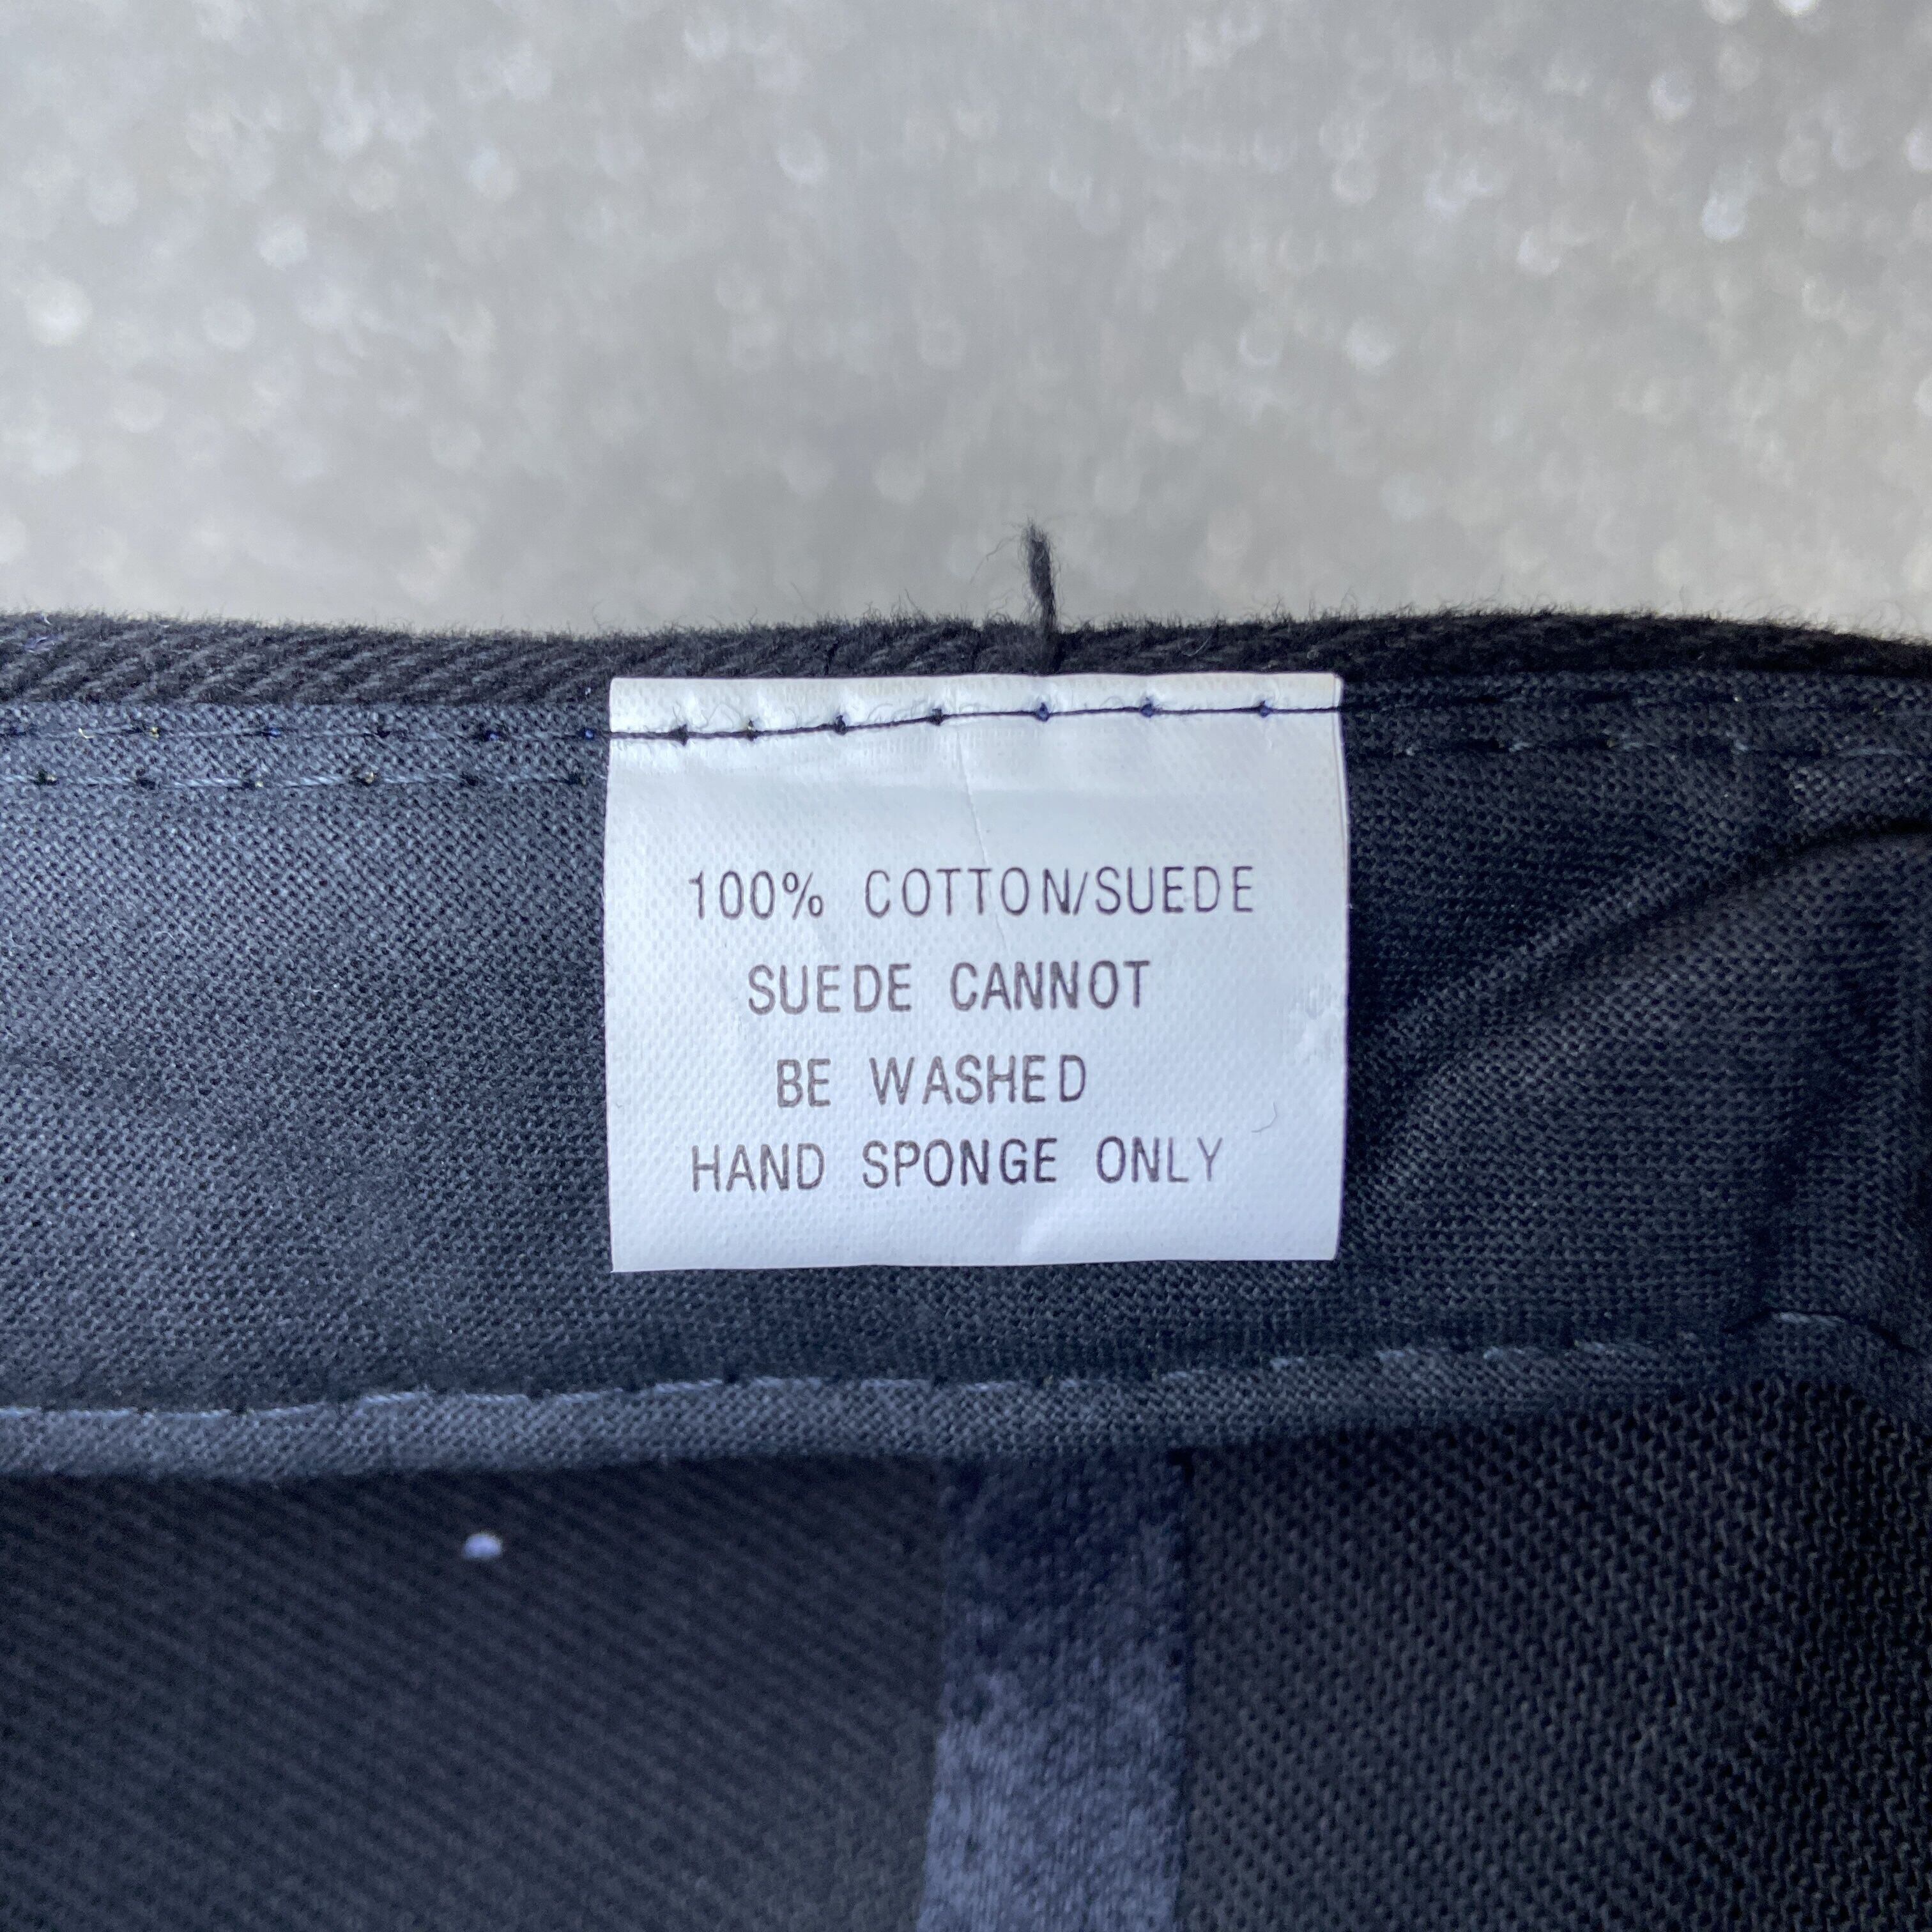 100% COTTON/SUEDE
SUEDE CANNOT
BE WASHED
HAND SPONGE ONLY